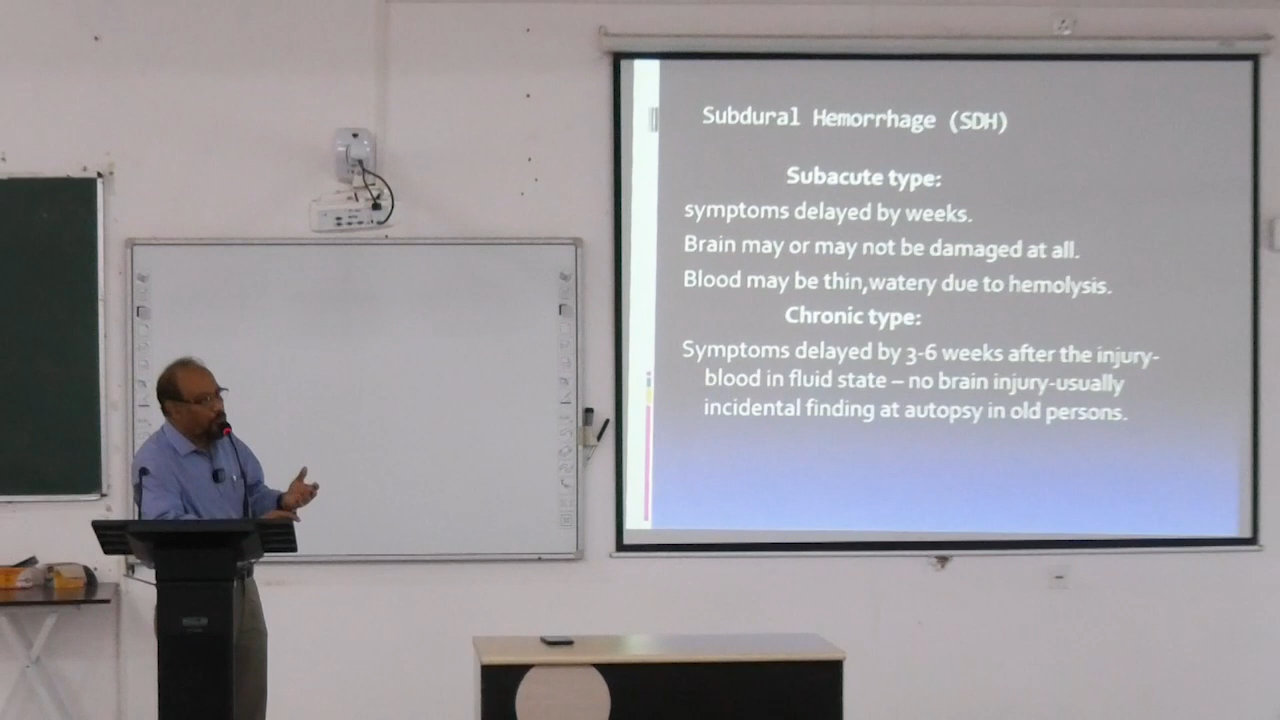 Subdural Hemorrhage (SDH)
Subacute type:
symptoms delayed by weeks.
Brain may or may not be damaged at all.
Blood may be thin,watery due to hemolysis.
Chronic type:
Symptoms delayed by 3-6 weeks after the injury-
blood in fluid state – no brain injury-usually
incidental finding at autopsy in old persons.